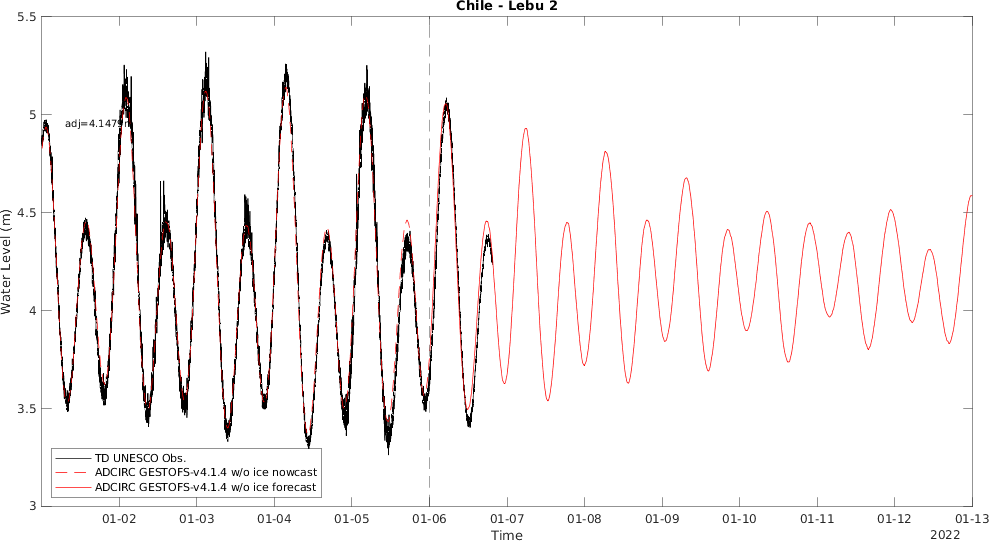 Chile - Lebu 2
5.5
5
4.5
4
3.5
3
Water Level (m)
adj=4.1479
TD UNESCO Obs.
ADCIRC GESTOFS-v4.1.4 w/o ice nowcast
ADCIRC GESTOFS-v4.1.4 w/o ice forecast
01-02 01-03 01-04 01-05 01-06 01-07 01-08 01-09 01-10 01-11 01-12 01-13
Time
2022